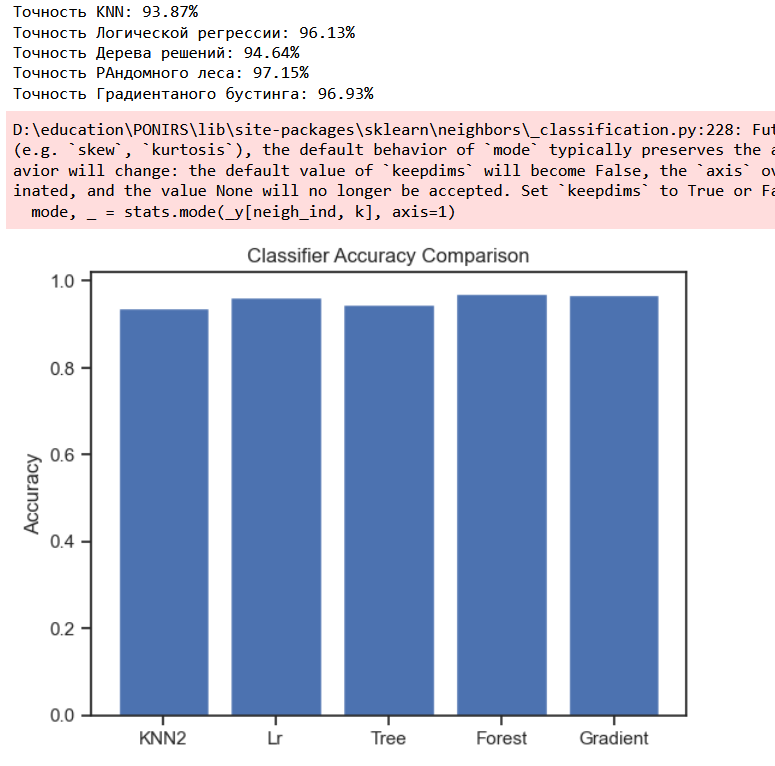 Точность KNN: 93.87%
Точность Логической регрессии: 96.13%
Точность Дерева решений: 94.64%
Точность РАндомного леса: 97.15%
Точность Градиентаного бустинга: 96.93%
D:\education\PONIRS\lib\site-packages\sklearn\neighbors\_classification.py:228: Fut
(e.g. `skew`, `kurtosis`), the default behavior of `mode` typically preserves the a
avior will change: the default value of `keepdims` will become False, the `axis` ov
inated, and the value None will no longer be accepted. Set `keepdims` to True or Fa
mode, _ = stats.mode(_y[neigh_ind, k], axis=1)
Classifier Accuracy Comparison
1.0
0.8
0.6
0.4
0.2
0.0
Accuracy
KNN2 Lr Tree Forest Gradient